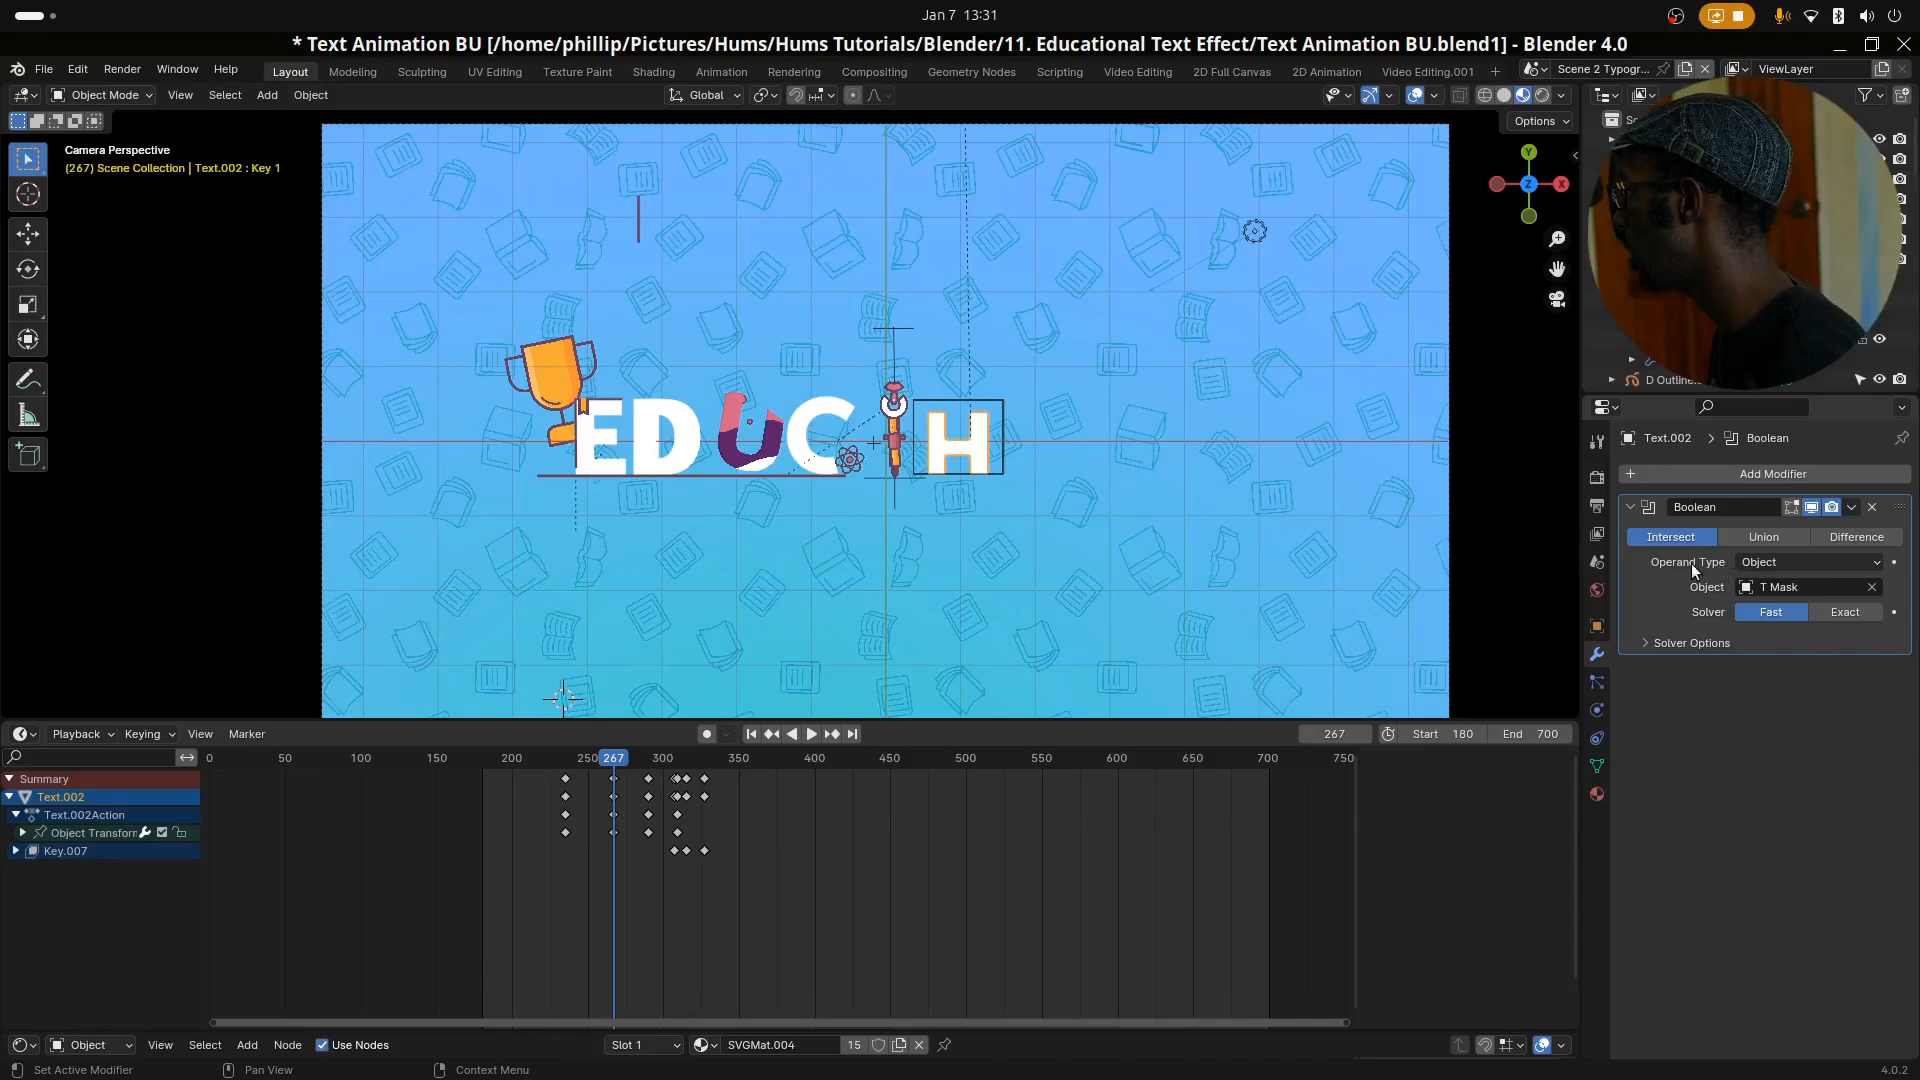 Jan 7 13:31
* Text Animation BU [/home/phillip/Pictures/Hums/Hums Tutorials/Blender/11. Educational Text Effect/Text Animation BU.blend1] - Blender 4.0
File Edit Render Window Help
Layout Modeling Sculpting UV Editing Texture Paint Shading Animation Rendering Compositing Geometry Nodes Scripting Video Editing 2D Full Canvas 2D Animation Video Editing.001
Scene 2 Typogr...
ViewLayer
Object Mode View Select Add Object
Global
Options
Camera Perspective
(267) Scene Collection | Text.002 : Key 1
Y
Z
X
EDUC H
D Outline.
Text.002 > Boolean
Add Modifier
Boolean
Intersect Union Difference
Operand Type Object
Object T Mask
Solver Fast Exact
Solver Options
Playback Keying View Marker
267
Start 180
End 700
0 50 100 150 200 250 267 300 350 400 450 500 550 600 650 700 750
Summary
Text.002
Text.002Action
Object Transforn
Key.007
Object View Select Add Node Use Nodes
Slot 1
SVGMat.004
15
Set Active Modifier
Pan View
Context Menu
4.0.2